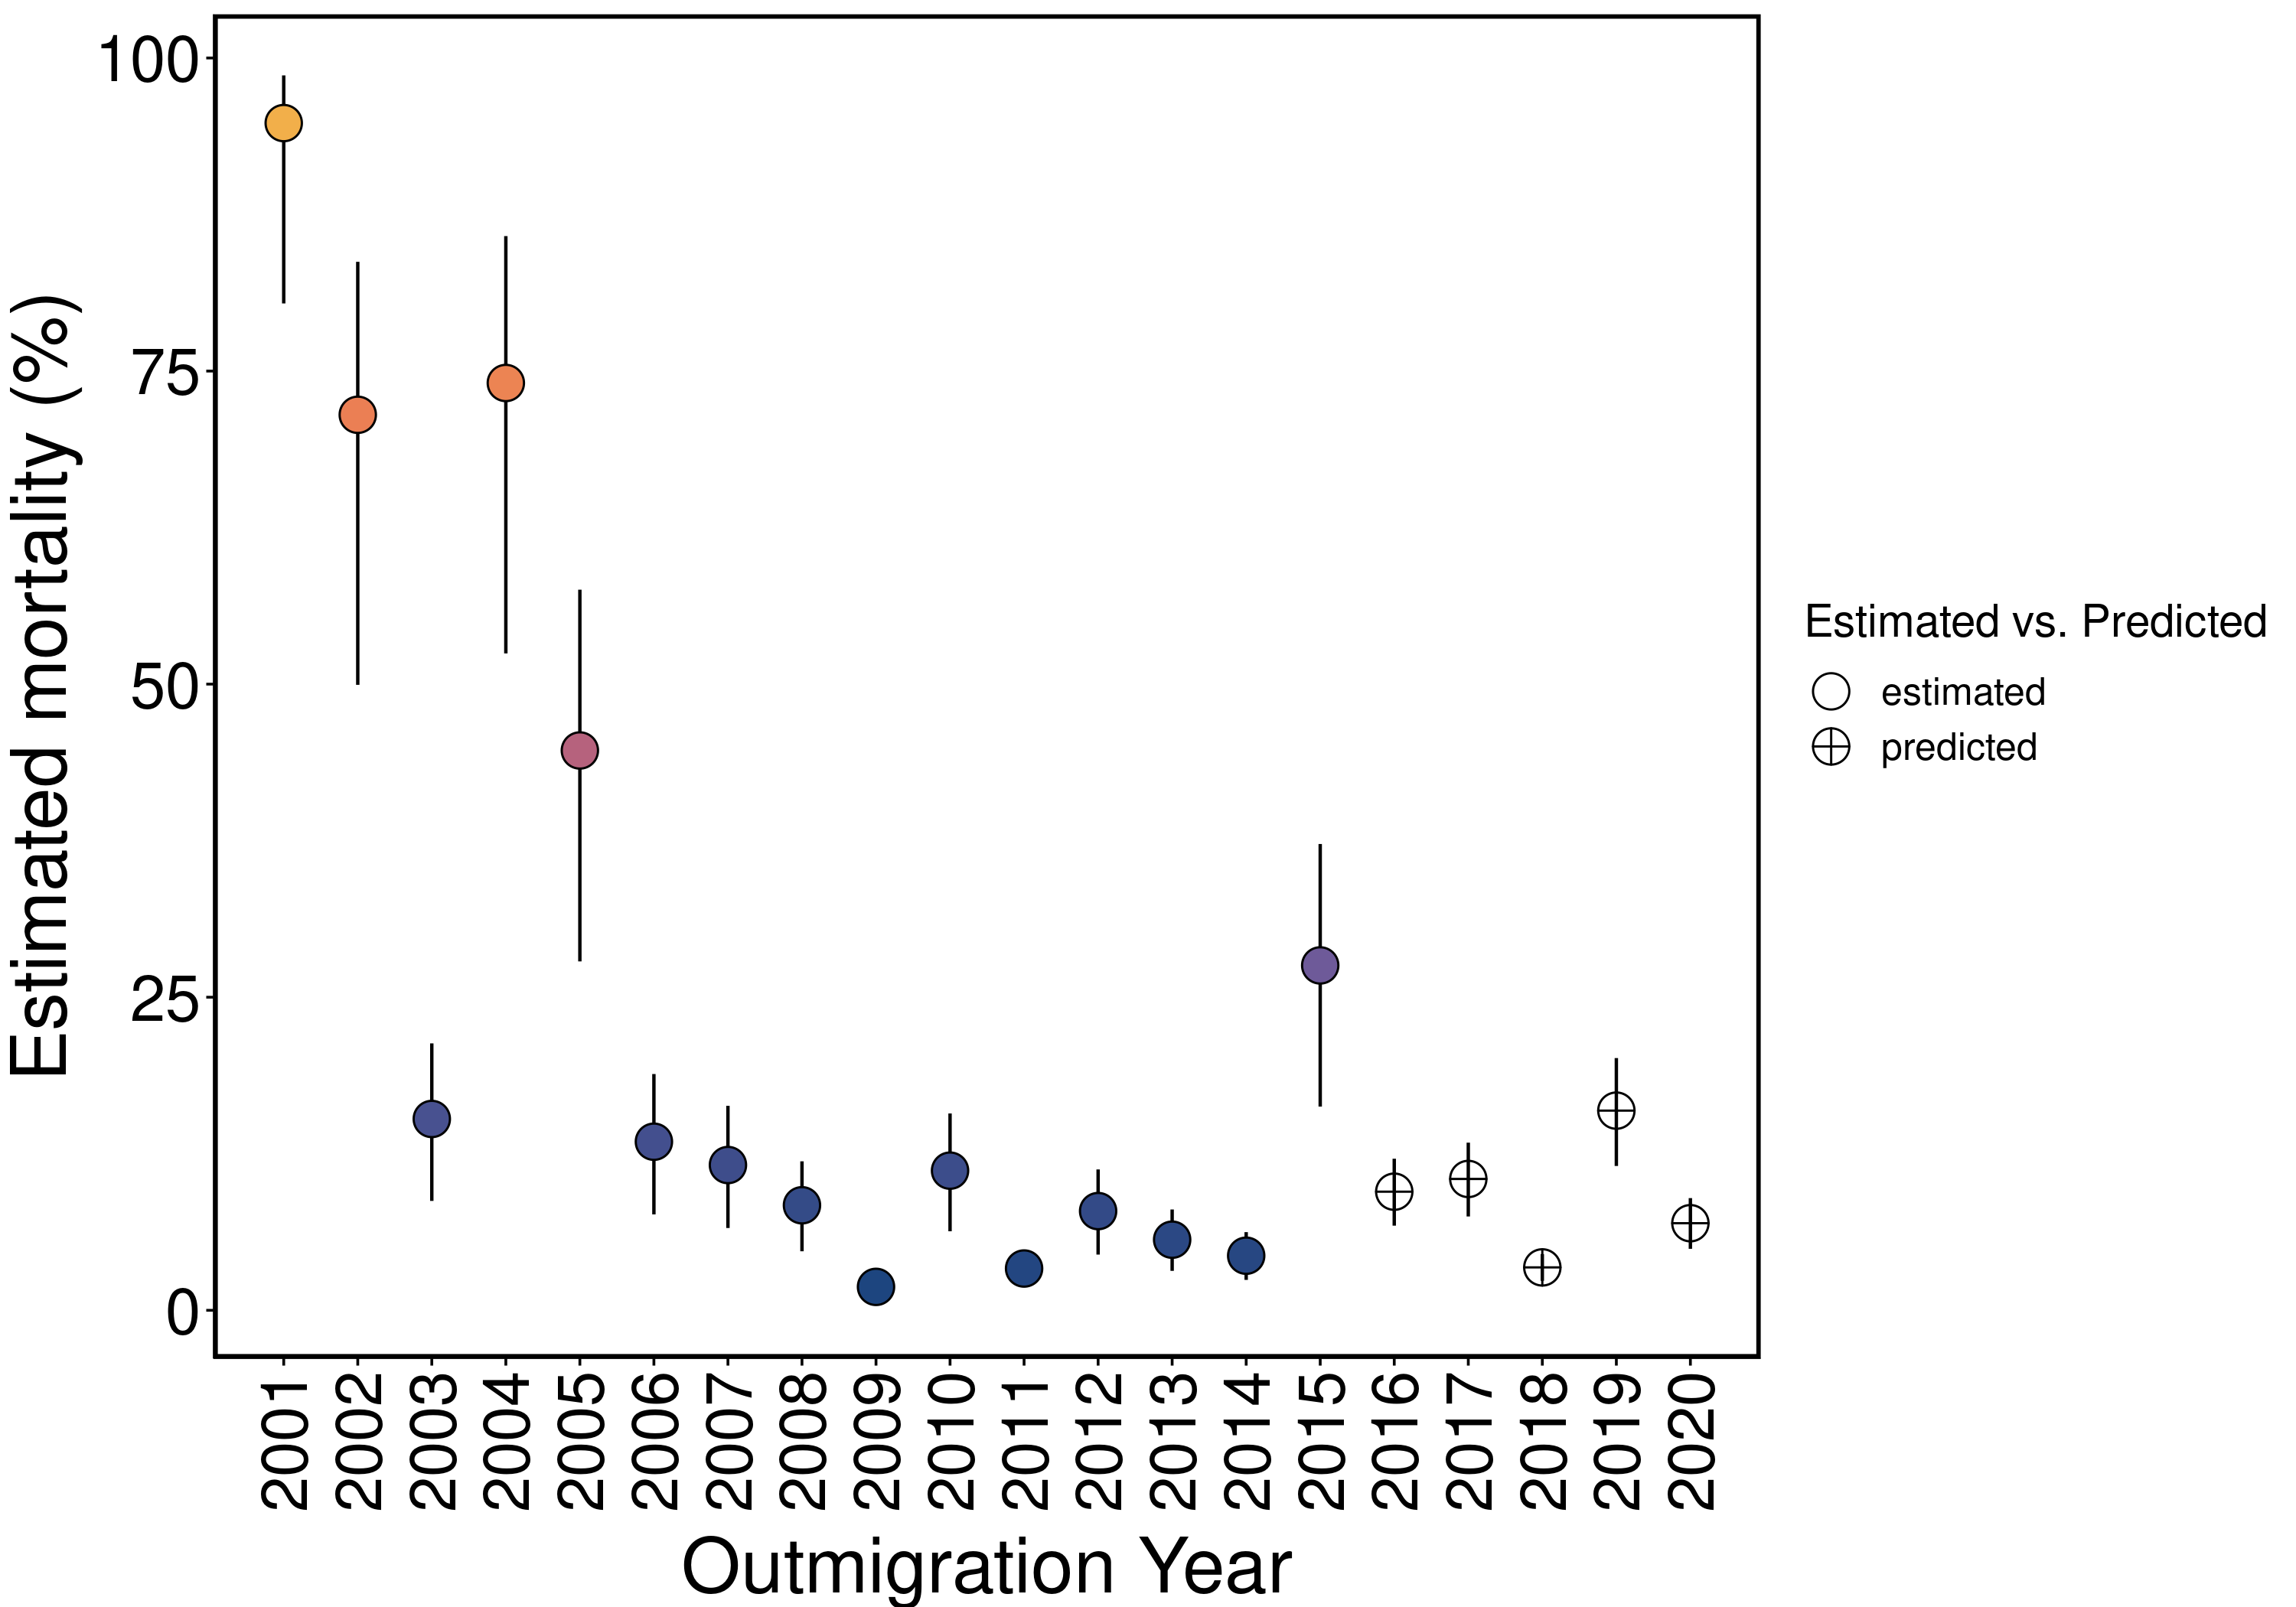 Estimated mortality (%)
100
75
50
25
0
2001 2002 2003 2004 2005 2006 2007 2008 2009 2010 2011 2012 2013 2014 2015 2016 2017 2018 2019 2020
Outmigration Year
Estimated vs. Predicted
estimated
predicted